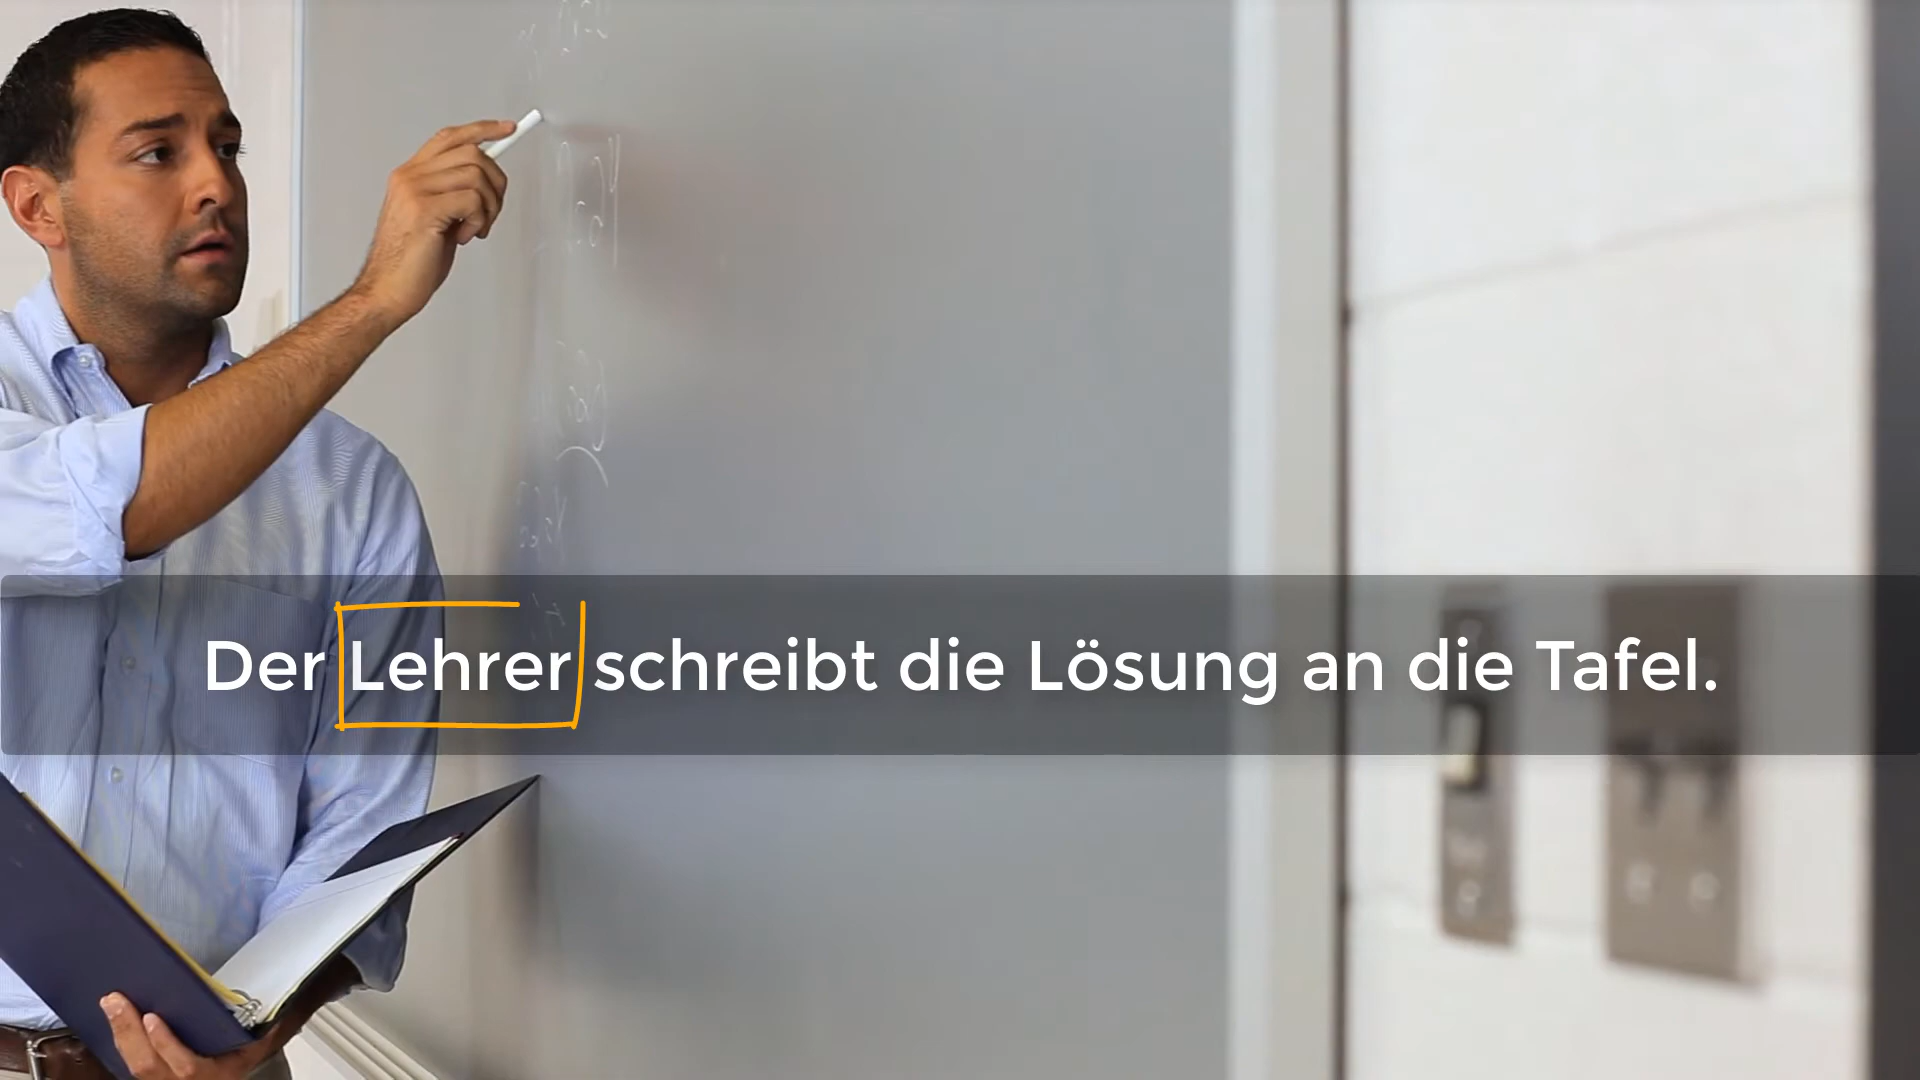 Der Lehrer schreibt die Lösung an die Tafel.